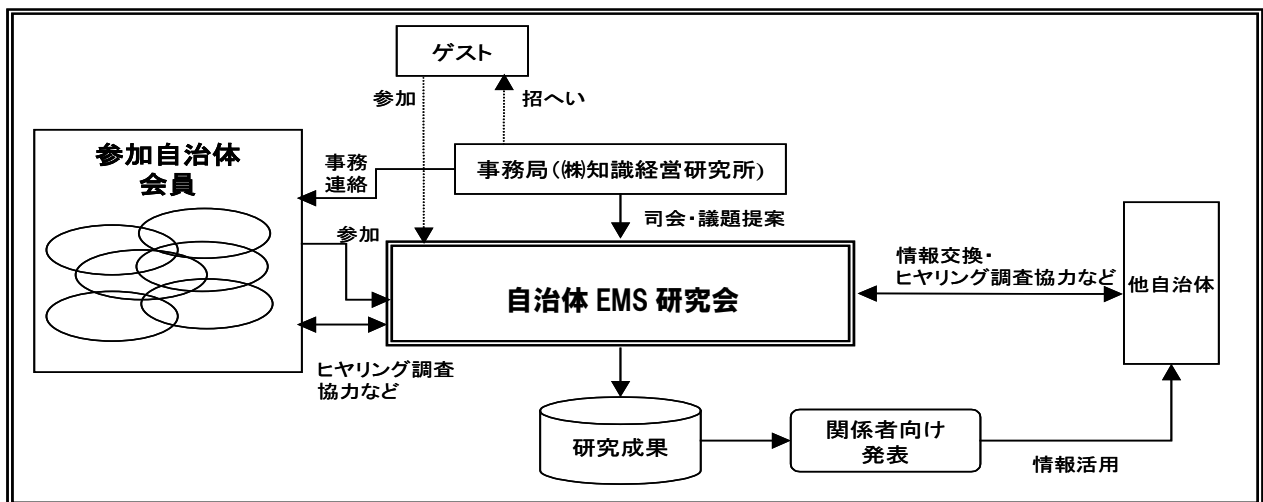 ゲスト
参加
招へい
参加自治体
会員
事務
連絡
事務局(㈱知識経営研究所)
司会・議題提案
参加
自治体 EMS 研究会
情報交換・
ヒヤリング調査協力など
他自治体
ヒヤリング調査
協力など
研究成果
関係者向け
発表
情報活用